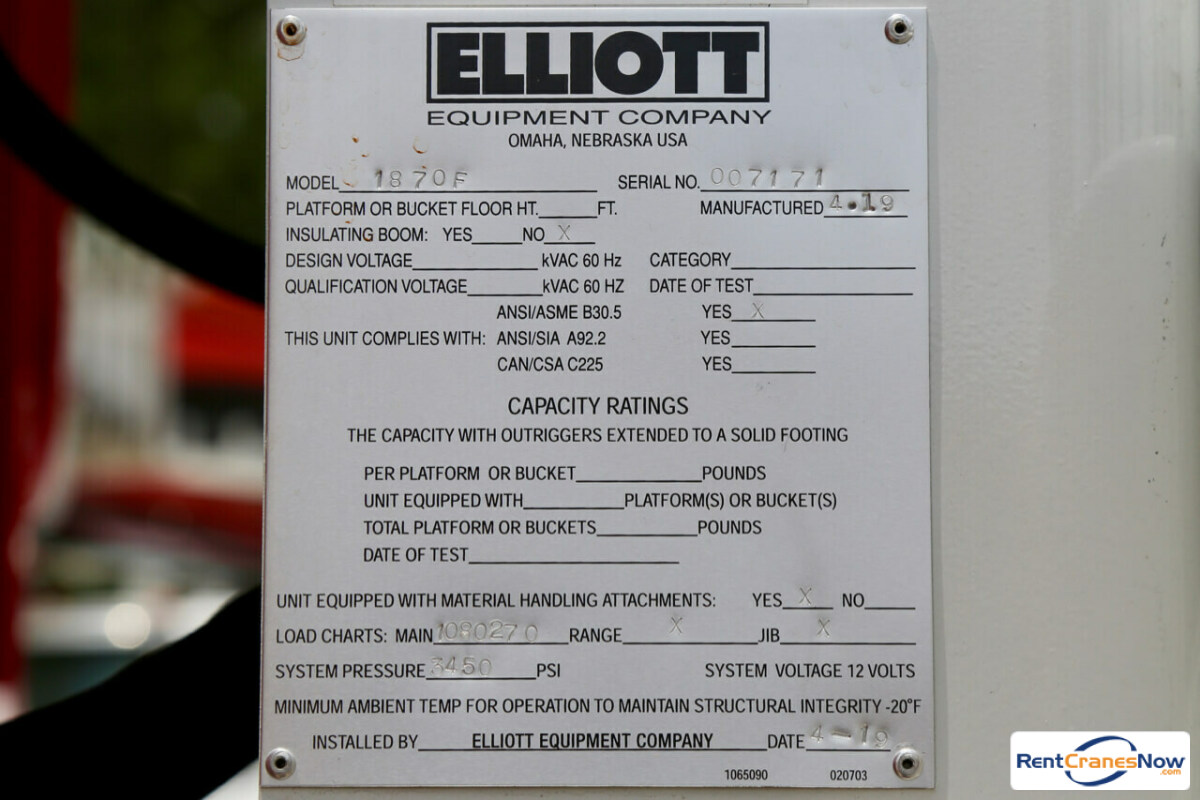 ELLIOTT
EQUIPMENT COMPANY
OMAHA, NEBRASKA USA
MODEL 1870F SERIAL NO. 007171
PLATFORM OR BUCKET FLOOR HT. FT. MANUFACTURED 4.19
INSULATING BOOM: YES NO X
DESIGN VOLTAGE kVAC 60 Hz CATEGORY
QUALIFICATION VOLTAGE kVAC 60 HZ DATE OF TEST
ANSI/ASME B30.5 YES X
THIS UNIT COMPLIES WITH: ANSI/SIA A92.2 YES
CAN/CSA C225 YES
CAPACITY RATINGS
THE CAPACITY WITH OUTRIGGERS EXTENDED TO A SOLID FOOTING
PER PLATFORM OR BUCKET POUNDS
UNIT EQUIPPED WITH PLATFORM(S) OR BUCKET(S)
TOTAL PLATFORM OR BUCKETS POUNDS
DATE OF TEST
UNIT EQUIPPED WITH MATERIAL HANDLING ATTACHMENTS: YES X NO
LOAD CHARTS: MAIN 1090270 RANGE X JIB X
SYSTEM PRESSURE 3450 PSI SYSTEM VOLTAGE 12 VOLTS
MINIMUM AMBIENT TEMP FOR OPERATION TO MAINTAIN STRUCTURAL INTEGRITY -20°F
INSTALLED BY ELLIOTT EQUIPMENT COMPANY DATE 4-19
1065090 020703
RentCranesNow.com